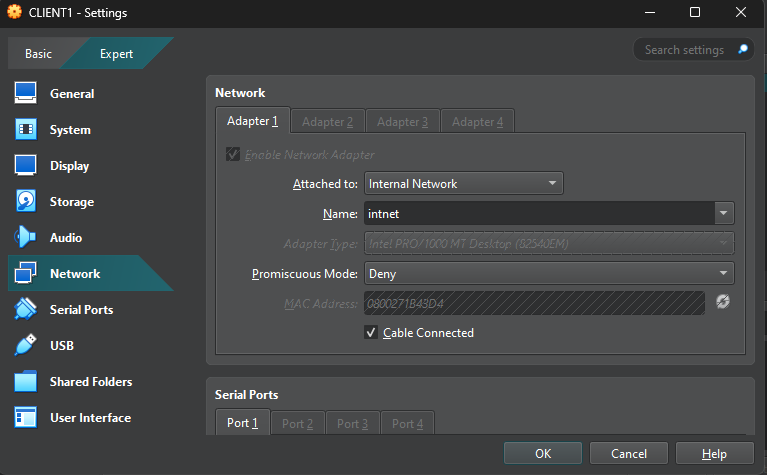 CLIENT1 - Settings
Basic
Expert
Search settings
General
System
Display
Storage
Audio
Network
Serial Ports
USB
Shared Folders
User Interface
Network
Adapter 1
Adapter 2
Adapter 3
Adapter 4
Enable Network Adapter
Attached to: Internal Network
Name: intnet
Adapter Type: Intel PRO/1000 MT Desktop (82540EM)
Promiscuous Mode: Deny
MAC Address: 0800271B43D4
Cable Connected
Serial Ports
Port 1
Port 2
Port 3
Port 4
OK
Cancel
Help